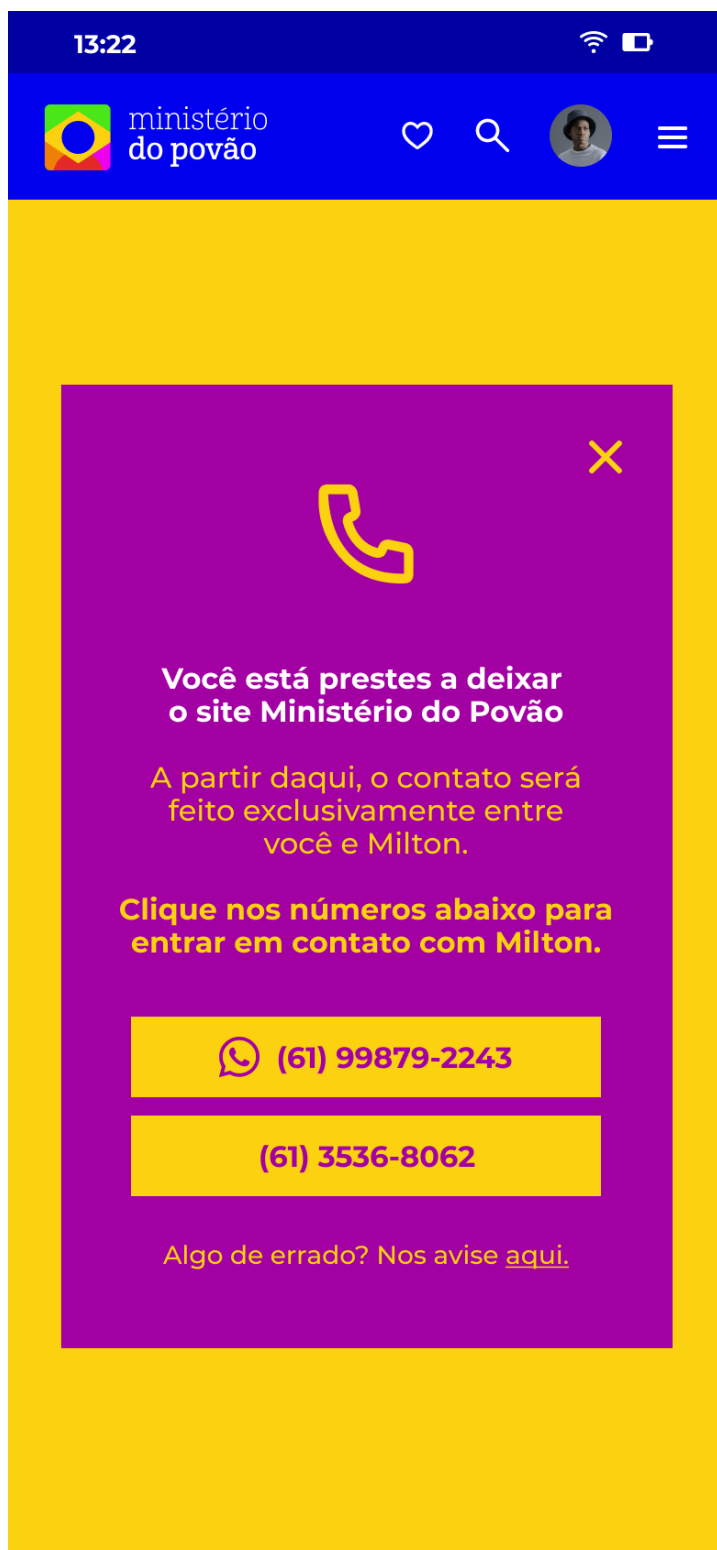 13:22
ministério
do povão
Você está prestes a deixar
o site Ministério do Povão
A partir daqui, o contato será
feito exclusivamente entre
você e Milton.
Clique nos números abaixo para
entrar em contato com Milton.
(61) 99879-2243
(61) 3536-8062
Algo de errado? Nos avise aqui.